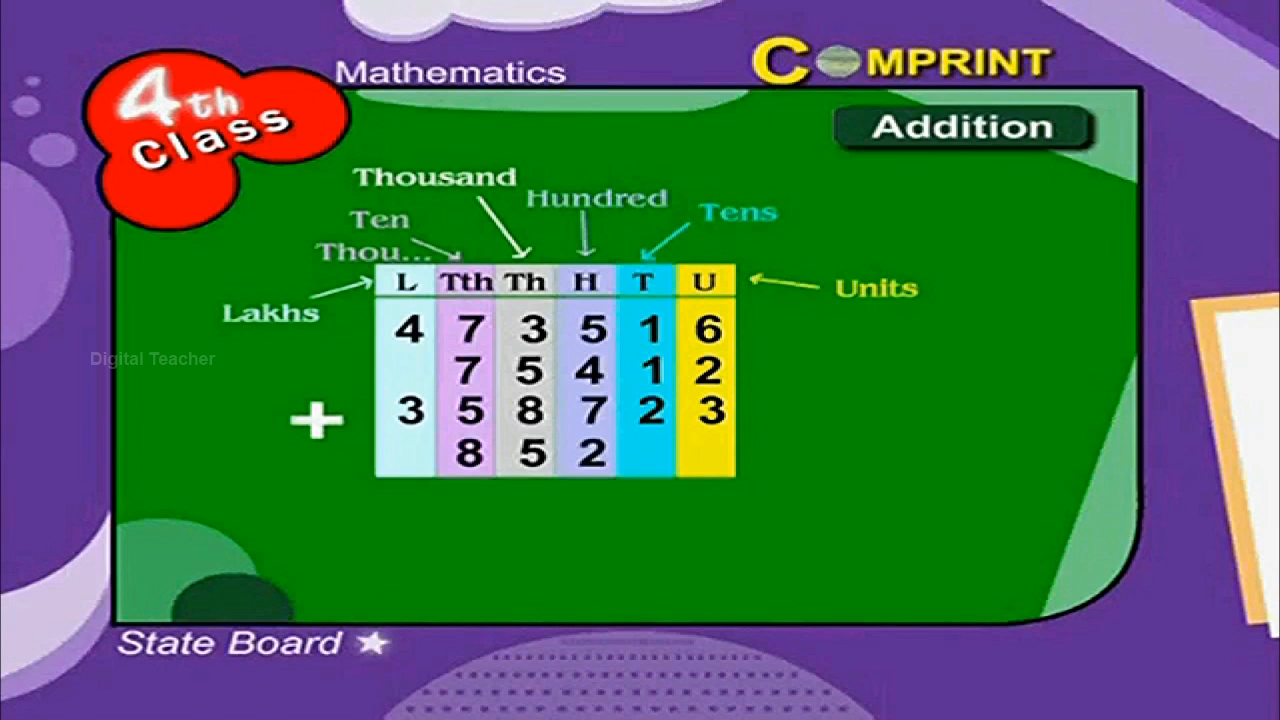 Mathematics
COMPRINT
4th
Class
Addition
Thousand
Hundred
Ten
Tens
Thou...
Lakhs
Units
L Tth Th H T U
4 7 3 5 1 6
7 5 4 1 2
+ 3 5 8 7 2 3
8 5 2
Digital Teacher
State Board